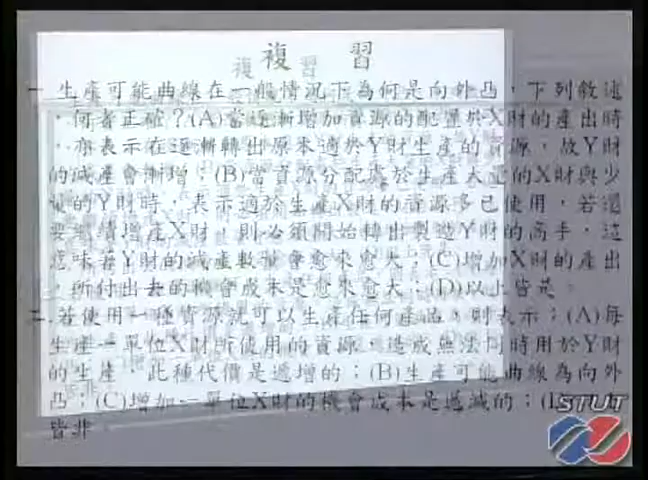 複習
一 生產可能曲線在一般情況下為何是向外凸，下列敘述
，何者正確？(A)當逐漸增加資源的配置於X財的產出時
，亦表示在逐漸轉出原來適於Y財生產的資源，故Y財
的減產會漸增；(B)當資源分配處於生產大量的X財與少
量的Y財時，表示適於生產X財的資源多已使用，若還
要繼續增產X財，則必須開始轉出製造Y財的高手，這
意味著Y財的減產數量會愈來愈大；(C)增加X財的產出
，所付出去的機會成本是愈來愈大；(D)以上皆是。
二.若使用一種資源就可以生產任何產品，則表示：(A)每
生產一單位X財所使用的資源，造成無法同時用於Y財
的生產，此種代價是遞增的；(B)生產可能曲線為向外
凸；(C)增加一單位X財的機會成本是遞減的；
皆非
STUT